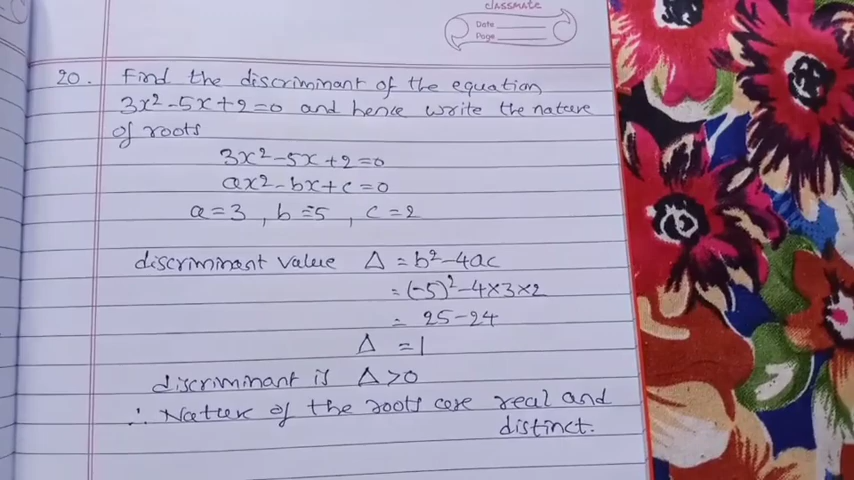 classmate
Date
Page
20. Find the discriminant of the equation
3x²-5x+2=0 and hence write the nature
of roots
3x²-5x+2=0
ax²-bx+c=0
a=3, b=-5, c=2
discriminant value Δ = b²-4ac
= (-5)²-4×3×2
= 25-24
Δ = 1
discriminant is Δ>0
∴ Nature of the roots are real and
distinct.